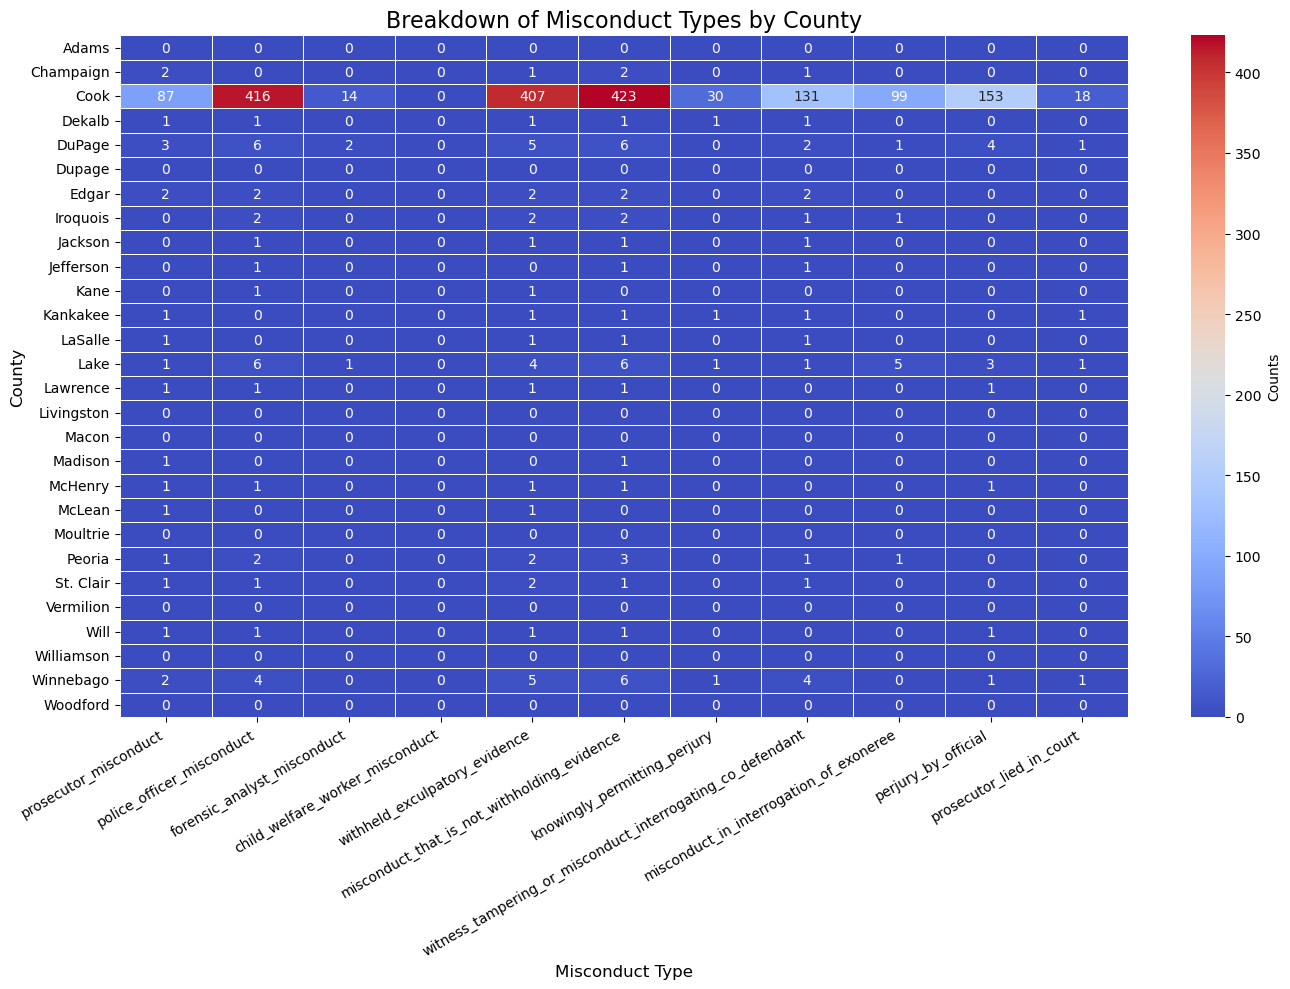 Breakdown of Misconduct Types by County
Adams 0 0 0 0 0 0 0 0 0 0 0
Champaign 2 0 0 0 1 2 0 1 0 0 0
Cook 87 416 14 0 407 423 30 131 99 153 18
Dekalb 1 1 0 0 1 1 1 1 0 0 0
DuPage 3 6 2 0 5 6 0 2 1 4 1
Dupage 0 0 0 0 0 0 0 0 0 0 0
Edgar 2 2 0 0 2 2 0 2 0 0 0
Iroquois 0 2 0 0 2 2 0 1 1 0 0
Jackson 0 1 0 0 1 1 0 1 0 0 0
Jefferson 0 1 0 0 0 1 0 1 0 0 0
Kane 0 1 0 0 1 0 0 0 0 0 0
Kankakee 1 0 0 0 1 1 1 1 0 0 1
LaSalle 1 0 0 0 1 1 0 1 0 0 0
Lake 1 6 1 0 4 6 1 1 5 3 1
Lawrence 1 1 0 0 1 1 0 0 0 1 0
Livingston 0 0 0 0 0 0 0 0 0 0 0
Macon 0 0 0 0 0 0 0 0 0 0 0
Madison 1 0 0 0 0 1 0 0 0 0 0
McHenry 1 1 0 0 1 1 0 0 0 1 0
McLean 1 0 0 0 1 0 0 0 0 0 0
Moultrie 0 0 0 0 0 0 0 0 0 0 0
Peoria 1 2 0 0 2 3 0 1 1 0 0
St. Clair 1 1 0 0 2 1 0 1 0 0 0
Vermilion 0 0 0 0 0 0 0 0 0 0 0
Will 1 1 0 0 1 1 0 0 0 1 0
Williamson 0 0 0 0 0 0 0 0 0 0 0
Winnebago 2 4 0 0 5 6 1 4 0 1 1
Woodford 0 0 0 0 0 0 0 0 0 0 0
County
prosecutor_misconduct
police_officer_misconduct
forensic_analyst_misconduct
child_welfare_worker_misconduct
withheld_exculpatory_evidence
misconduct_that_is_not_withholding_evidence
knowingly_permitting_perjury
witness_tampering_or_misconduct_interrogating_co_defendant
misconduct_in_interrogation_of_exoneree
perjury_by_official
prosecutor_lied_in_court
Misconduct Type
400
350
300
250
200
150
100
50
0
Counts